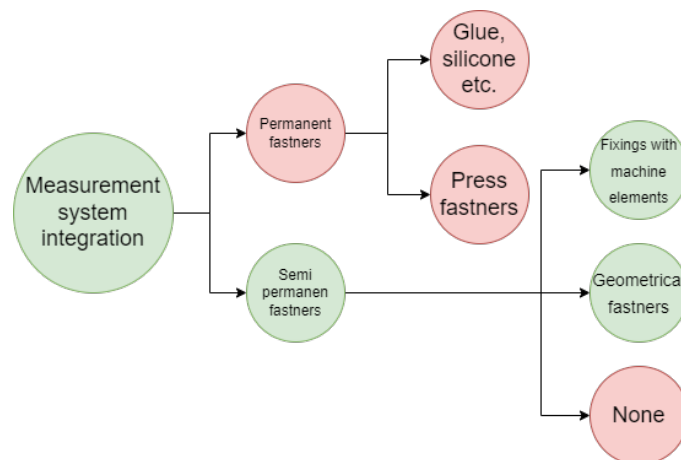 Measurement
system
integration
Permanent
fastners
Glue,
silicone
etc.
Press
fastners
Semi
permanen
fastners
Fixings with
machine
elements
Geometrical
fastners
None